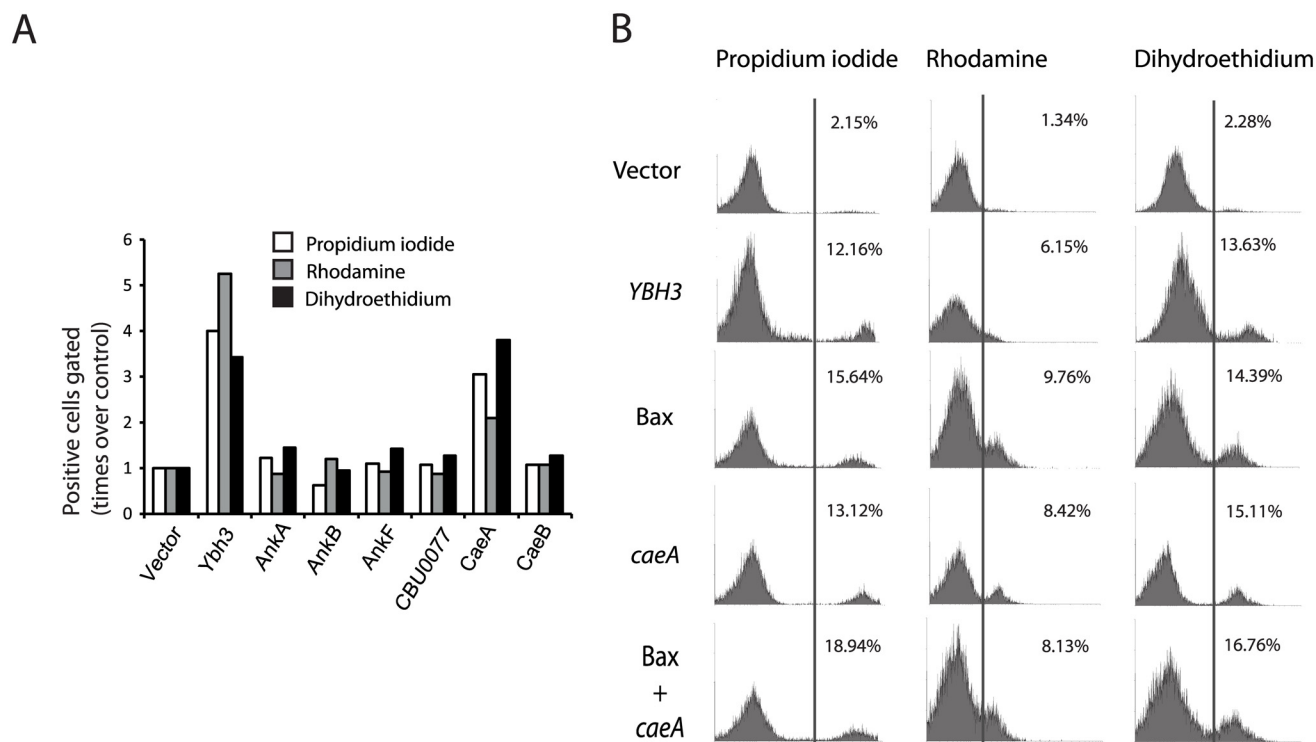 A
Positive cells gated
(times over control)
6
5
4
3
2
1
0
Propidium iodide
Rhodamine
Dihydroethidium
Vector
Ybh3
AnkA
AnkB
AnkF
CBU0077
CaeA
CaeB
B
Propidium iodide Rhodamine Dihydroethidium
Vector 2.15% 1.34% 2.28%
YBH3 12.16% 6.15% 13.63%
Bax 15.64% 9.76% 14.39%
caeA 13.12% 8.42% 15.11%
Bax
+
caeA
18.94% 8.13% 16.76%